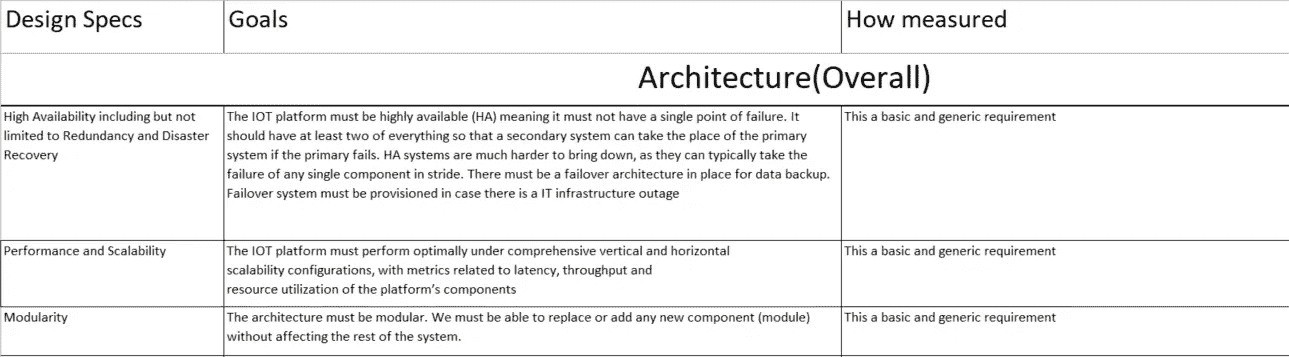 Design Specs
Goals
How measured
Architecture(Overall)
High Availability including but not
limited to Redundancy and Disaster
Recovery
The IOT platform must be highly available (HA) meaning it must not have a single point of failure. It
should have at least two of everything so that a secondary system can take the place of the primary
system if the primary fails. HA systems are much harder to bring down, as they can typically take the
failure of any single component in stride. There must be a failover architecture in place for data backup.
Failover system must be provisioned in case there is a IT infrastructure outage
This a basic and generic requirement
Performance and Scalability
The IOT platform must perform optimally under comprehensive vertical and horizontal
scalability configurations, with metrics related to latency, throughput and
resource utilization of the platform's components
This a basic and generic requirement
Modularity
The architecture must be modular. We must be able to replace or add any new component (module)
without affecting the rest of the system.
This a basic and generic requirement